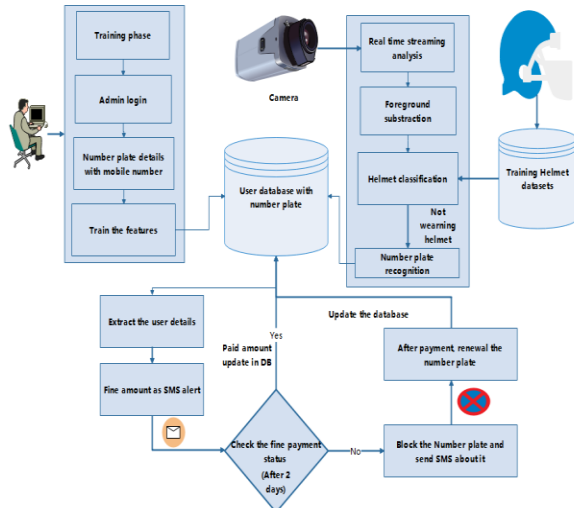 Training phase
Admin login
Number plate details
with mobile number
Train the features
Camera
Real time streaming
analysis
Foreground
substraction
Helmet classification
Not
wearning
helmet
Number plate
recognition
Training Helmet
datasets
User database with
number plate
Extract the user details
Fine amount as SMS alert
Paid amount
update in DB
Yes
Update the database
Check the fine payment
status
(After 2
days)
No
Block the Number plate and
send SMS about it
After payment, renewal the
number plate